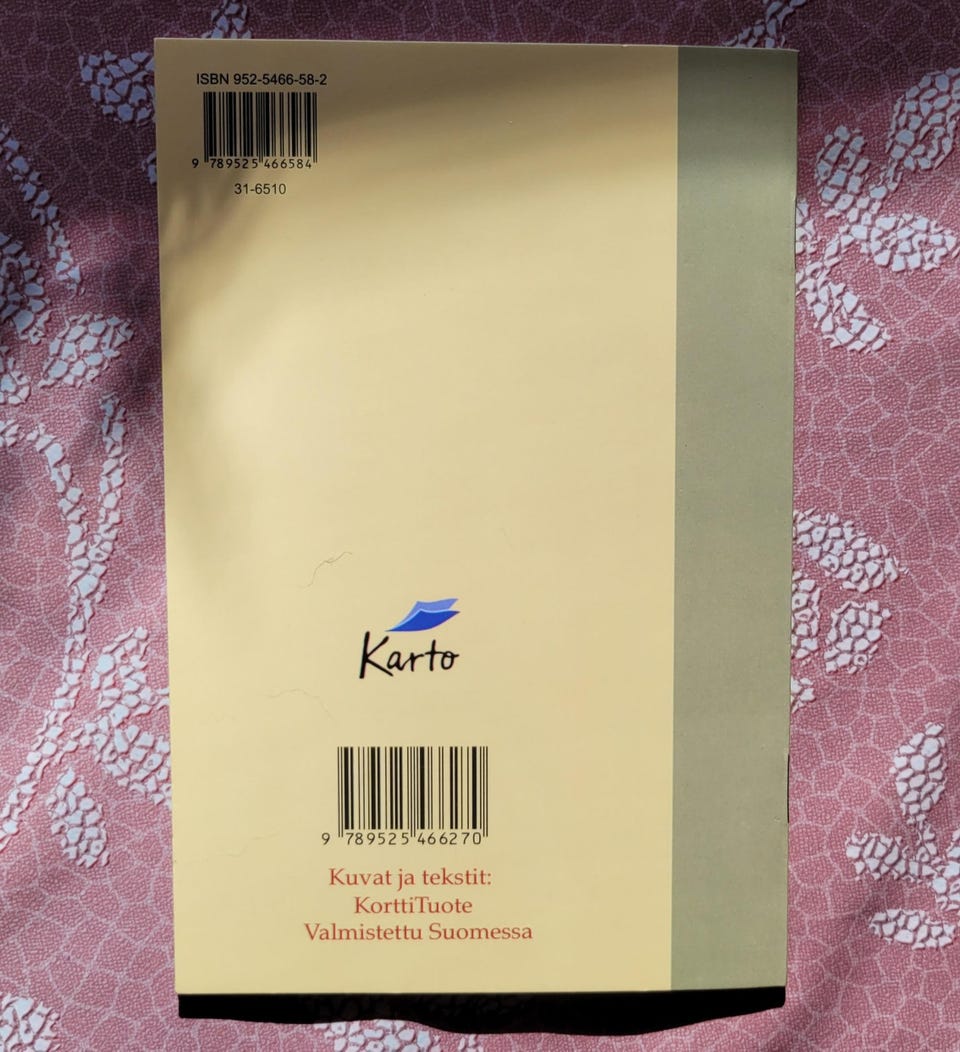 ISBN 952-5466-58-2
9 789525 466584
31-6510
Karto
9 789525 466270
Kuvat ja tekstit:
KorttiTuote
Valmistettu Suomessa